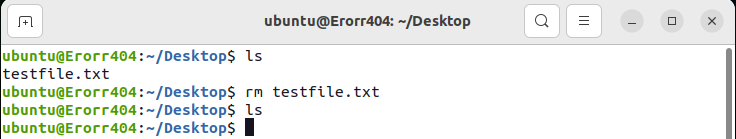 ubuntu@Erorr404: ~/Desktop
ubuntu@Erorr404:~/Desktop$ ls
testfile.txt
ubuntu@Erorr404:~/Desktop$ rm testfile.txt
ubuntu@Erorr404:~/Desktop$ ls
ubuntu@Erorr404:~/Desktop$